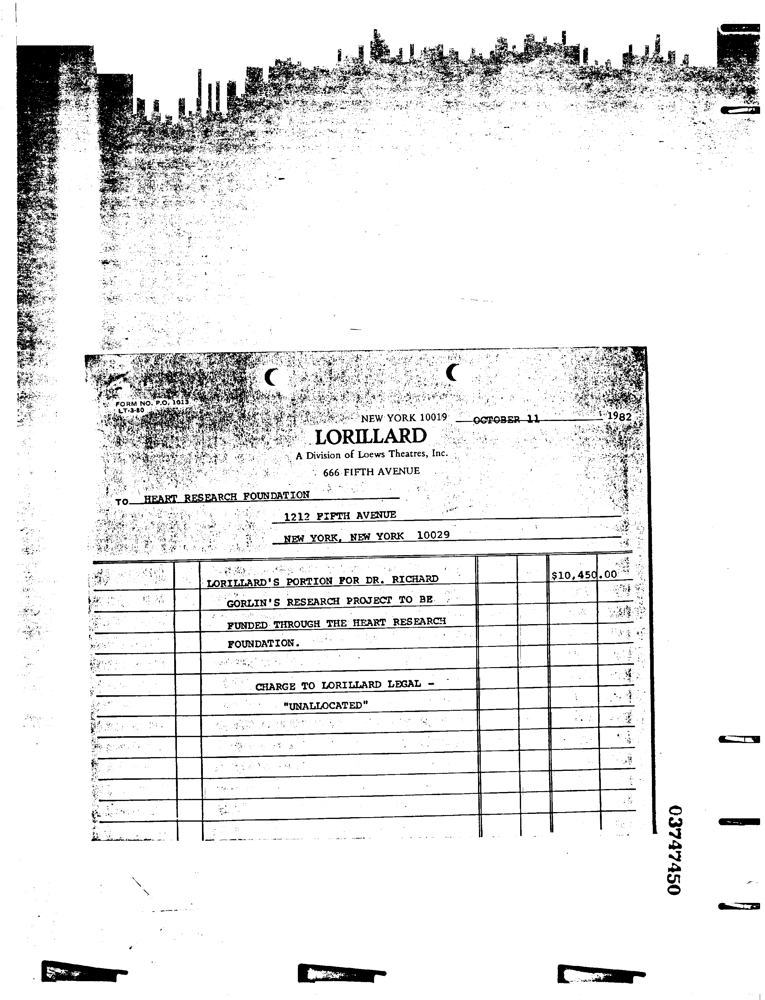 FORM NO. P.O. 1013
LT-3-80
NEW YORK 10019 OCTOBER 11 1982
LORILLARD
A Division of Loews Theatres, Inc.
666 FIFTH AVENUE
TO HEART RESEARCH FOUNDATION
1212 FIFTH AVENUE
NEW YORK, NEW YORK 10029
LORILLARD'S PORTION FOR DR. RICHARD $10,450.00
GORLIN'S RESEARCH PROJECT TO BE
FUNDED THROUGH THE HEART RESEARCH
FOUNDATION.
CHARGE TO LORILLARD LEGAL -
"UNALLOCATED"
03747450